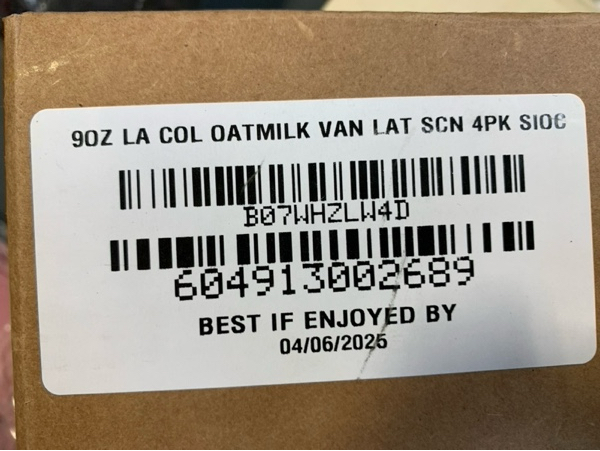 9OZ LA COL OATMILK VAN LAT SCN 4PK SIOC
B07WHZLW4D
604913002689
BEST IF ENJOYED BY
04/06/2025